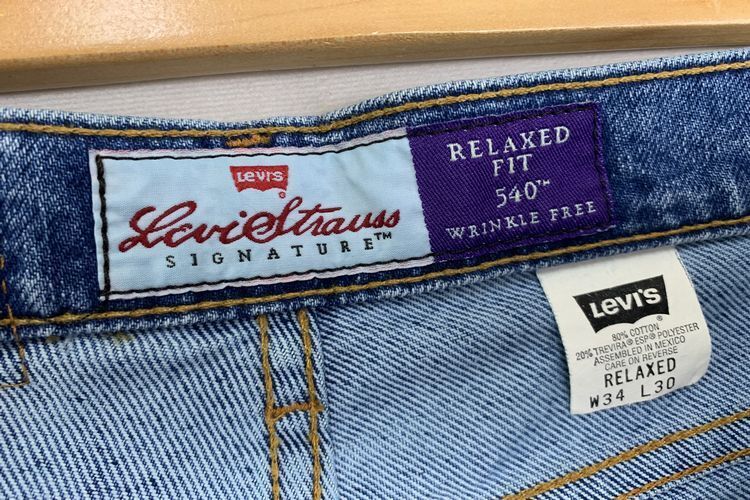 Levi's
®
Levi Strauss
SIGNATURE™
RELAXED
FIT
540™
WRINKLE FREE
Levi's
®
80% COTTON
20% TREVIRA® ESP® POLYESTER
ASSEMBLED IN MEXICO
CARE ON REVERSE
RELAXED
W34 L30